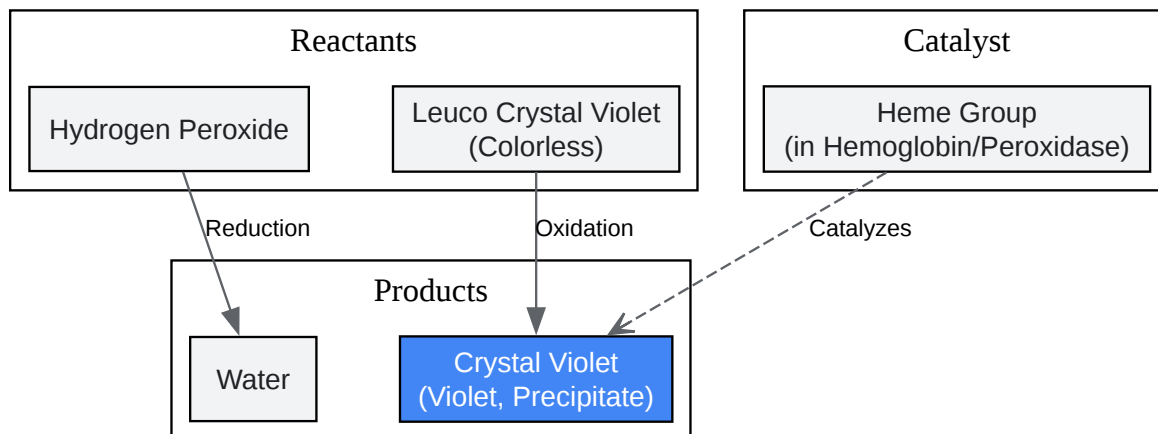 Reactants
Catalyst
Hydrogen Peroxide
Leuco Crystal Violet
(Colorless)
Heme Group
(in Hemoglobin/Peroxidase)
Reduction
Oxidation
Catalyzes
Products
Water
Crystal Violet
(Violet, Precipitate)